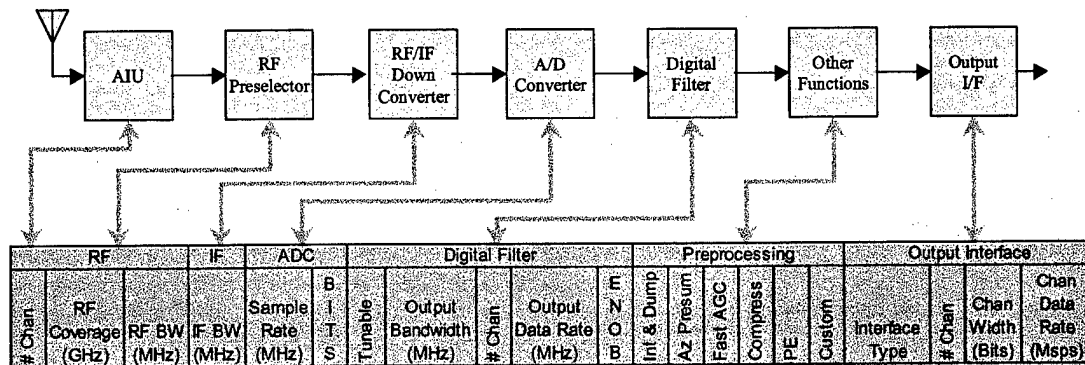 AIU
RF
Preselector
RF/IF
Down
Converter
A/D
Converter
Digital
Filter
Other
Functions
Output
I/F
RF
IF
ADC
Digital Filter
Preprocessing
Output Interface
# Chan
RF
Coverage
(GHz)
RF BW
(MHz)
IF BW
(MHz)
Sample
Rate
(MHz)
B
I
T
S
Tunable
Output
Bandwidth
(MHz)
# Chan
Output
Data Rate
(MHz)
E
N
O
B
Int & Dump
Az Presum
Fast AGC
Compress
PE
Custom
Interface
Type
# Chan
Chan
Width
(Bits)
Chan
Data
Rate
(Msps)